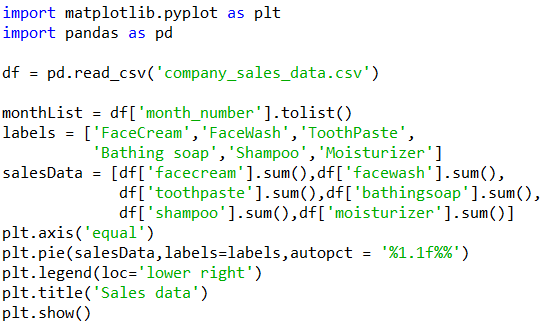 import matplotlib.pyplot as plt
import pandas as pd

df = pd.read_csv('company_sales_data.csv')

monthList = df['month_number'].tolist()
labels = ['FaceCream','FaceWash','ToothPaste',
          'Bathing soap','Shampoo','Moisturizer']
salesData = [df['facecream'].sum(),df['facewash'].sum(),
             df['toothpaste'].sum(),df['bathingsoap'].sum(),
             df['shampoo'].sum(),df['moisturizer'].sum()]
plt.axis('equal')
plt.pie(salesData,labels=labels,autopct = '%1.1f%%')
plt.legend(loc='lower right')
plt.title('Sales data')
plt.show()